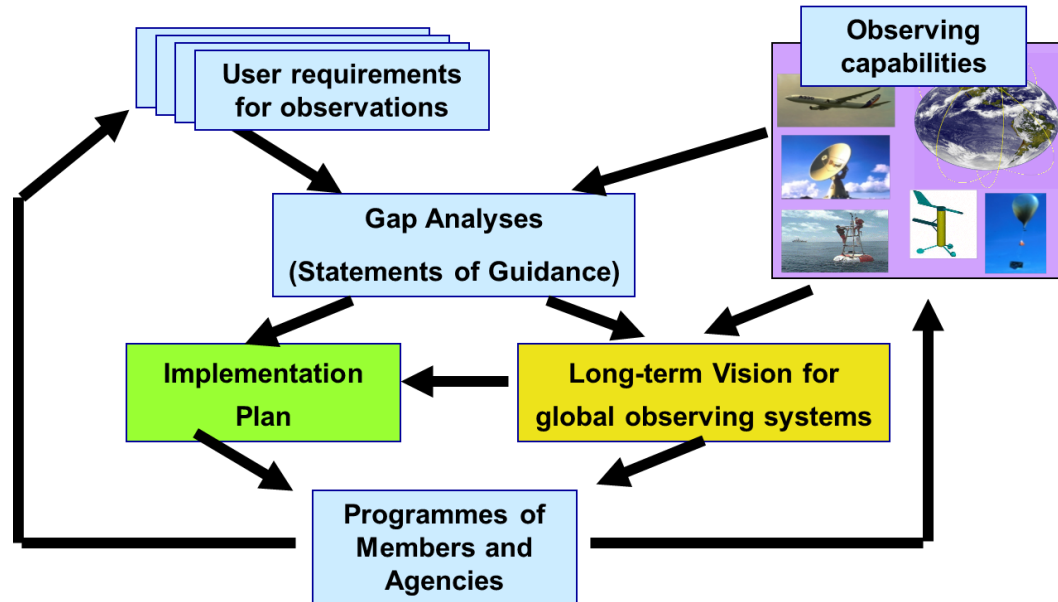 User requirements
for observations
Observing
capabilities
Gap Analyses
(Statements of Guidance)
Implementation
Plan
Long-term Vision for
global observing systems
Programmes of
Members and
Agencies